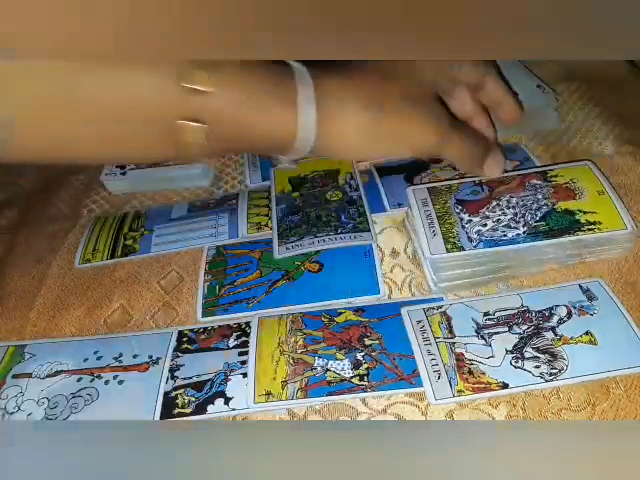 KING of PENTACLES.
THE EMPRESS.
KNIGHT of CUPS.